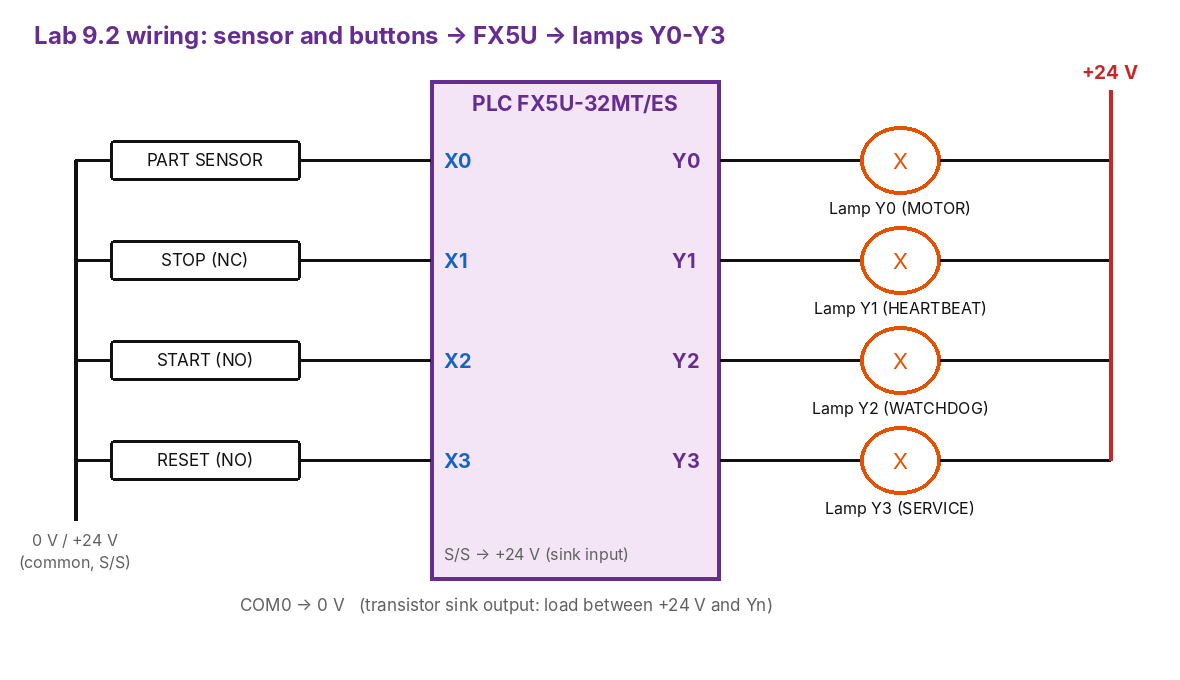 Lab 9.2 wiring: sensor and buttons → FX5U → lamps Y0-Y3
+24 V
PLC FX5U-32MT/ES
PART SENSOR
X0
Y0
X
Lamp Y0 (MOTOR)
STOP (NC)
X1
Y1
X
Lamp Y1 (HEARTBEAT)
START (NO)
X2
Y2
X
Lamp Y2 (WATCHDOG)
RESET (NO)
X3
Y3
X
Lamp Y3 (SERVICE)
0 V / +24 V
(common, S/S)
S/S → +24 V (sink input)
COM0 → 0 V (transistor sink output: load between +24 V and Yn)